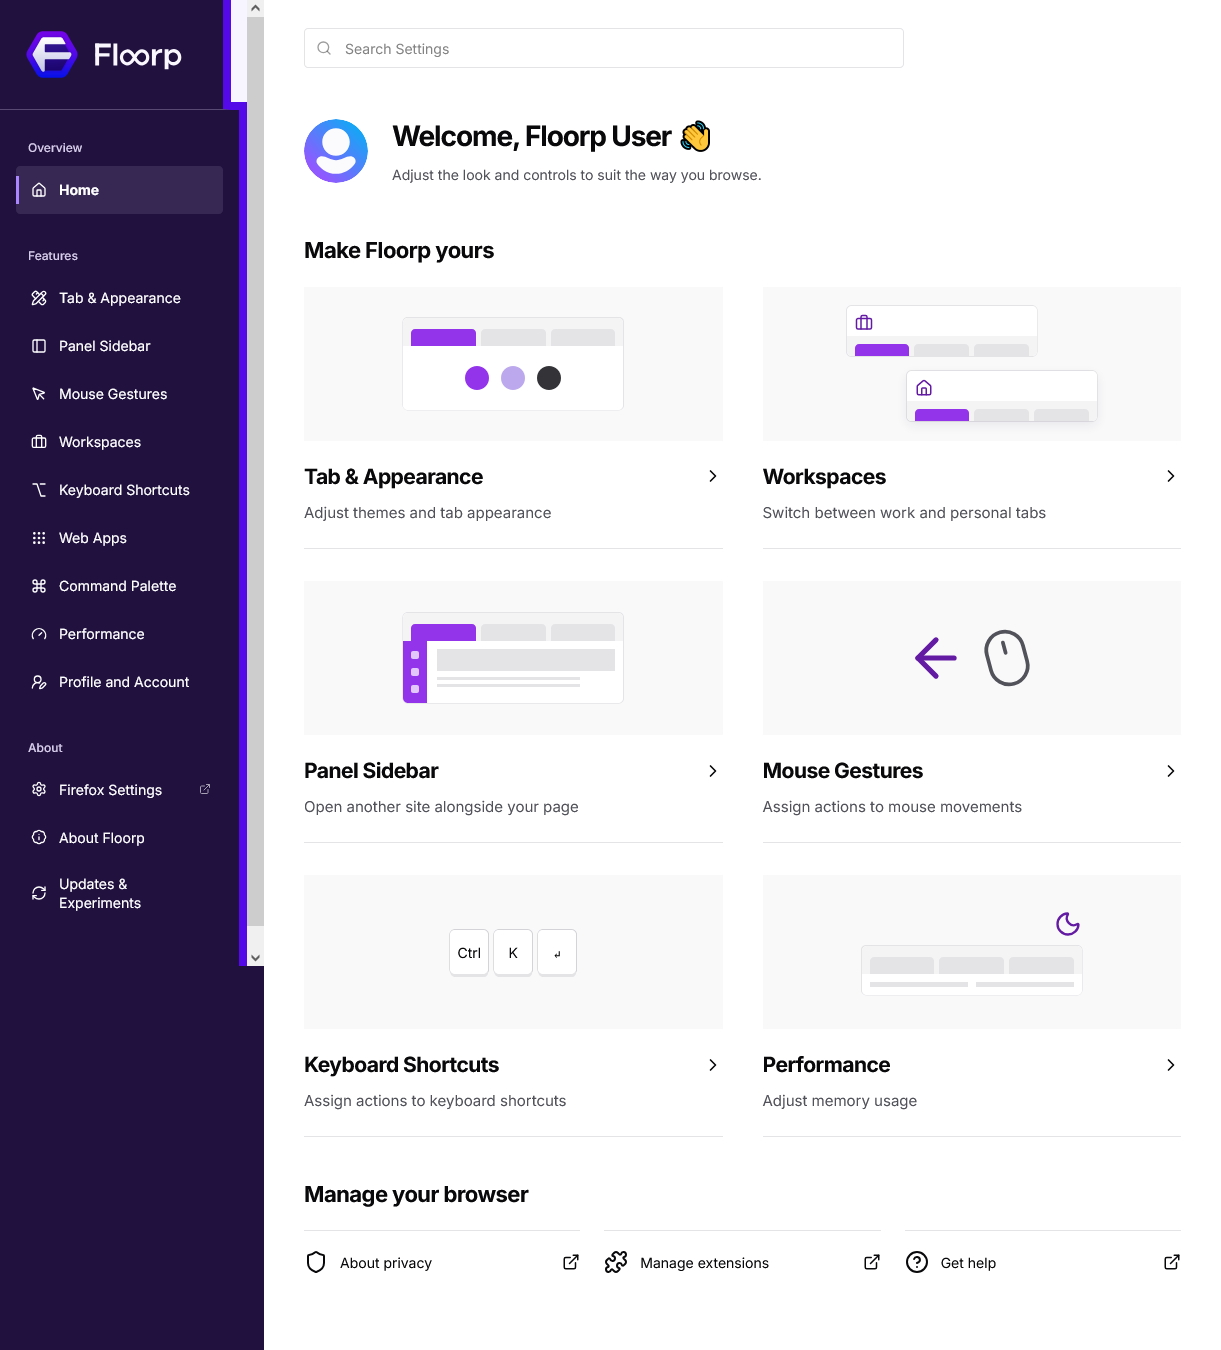 Floorp
Overview
Home
Features
Tab & Appearance
Panel Sidebar
Mouse Gestures
Workspaces
Keyboard Shortcuts
Web Apps
Command Palette
Performance
Profile and Account
About
Firefox Settings
About Floorp
Updates &
Experiments
Search Settings
Welcome, Floorp User 👋
Adjust the look and controls to suit the way you browse.
Make Floorp yours
Tab & Appearance
Adjust themes and tab appearance
Workspaces
Switch between work and personal tabs
Panel Sidebar
Open another site alongside your page
Mouse Gestures
Assign actions to mouse movements
Ctrl K ↵
Keyboard Shortcuts
Assign actions to keyboard shortcuts
Performance
Adjust memory usage
Manage your browser
About privacy
Manage extensions
Get help